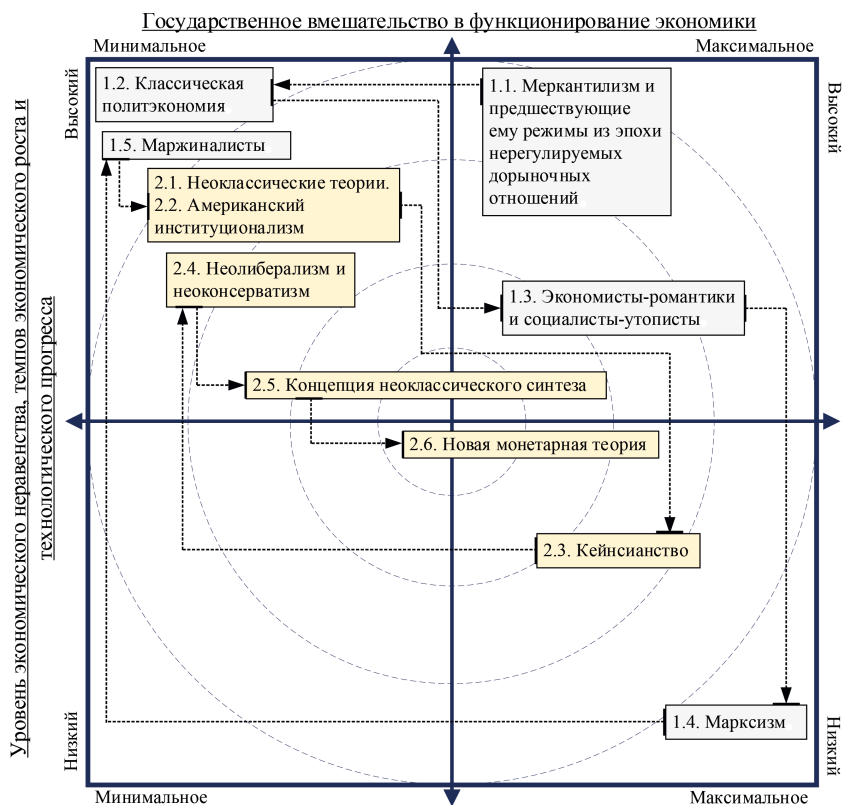 Государственное вмешательство в функционирование экономики
Минимальное
Максимальное
Высокий
Высокий
1.2. Классическая
политэкономия
1.1. Меркантилизм и
предшествующие
ему режимы из эпохи
нерегулируемых
дорыночных
отношений
1.5. Маржиналисты
2.1. Неоклассические теории.
2.2. Американский
институционализм
2.4. Неолиберализм и
неоконсерватизм
1.3. Экономисты-романтики
и социалисты-утописты
2.5. Концепция неоклассического синтеза
2.6. Новая монетарная теория
2.3. Кейнсианство
1.4. Марксизм
Уровень экономического неравенства, темпов экономического роста и
технологического прогресса
Низкий
Низкий
Минимальное
Максимальное